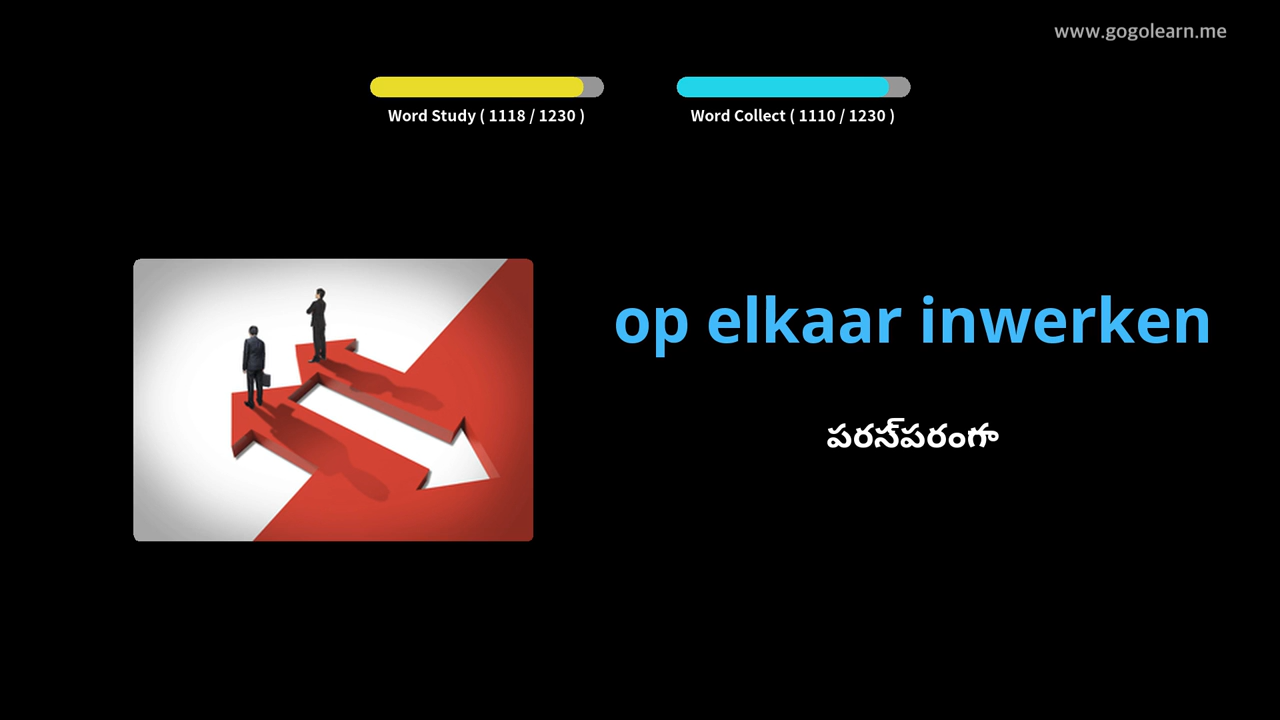 www.gogolearn.me
Word Study ( 1118 / 1230 )
Word Collect ( 1110 / 1230 )
op elkaar inwerken
పరస్పరంగా